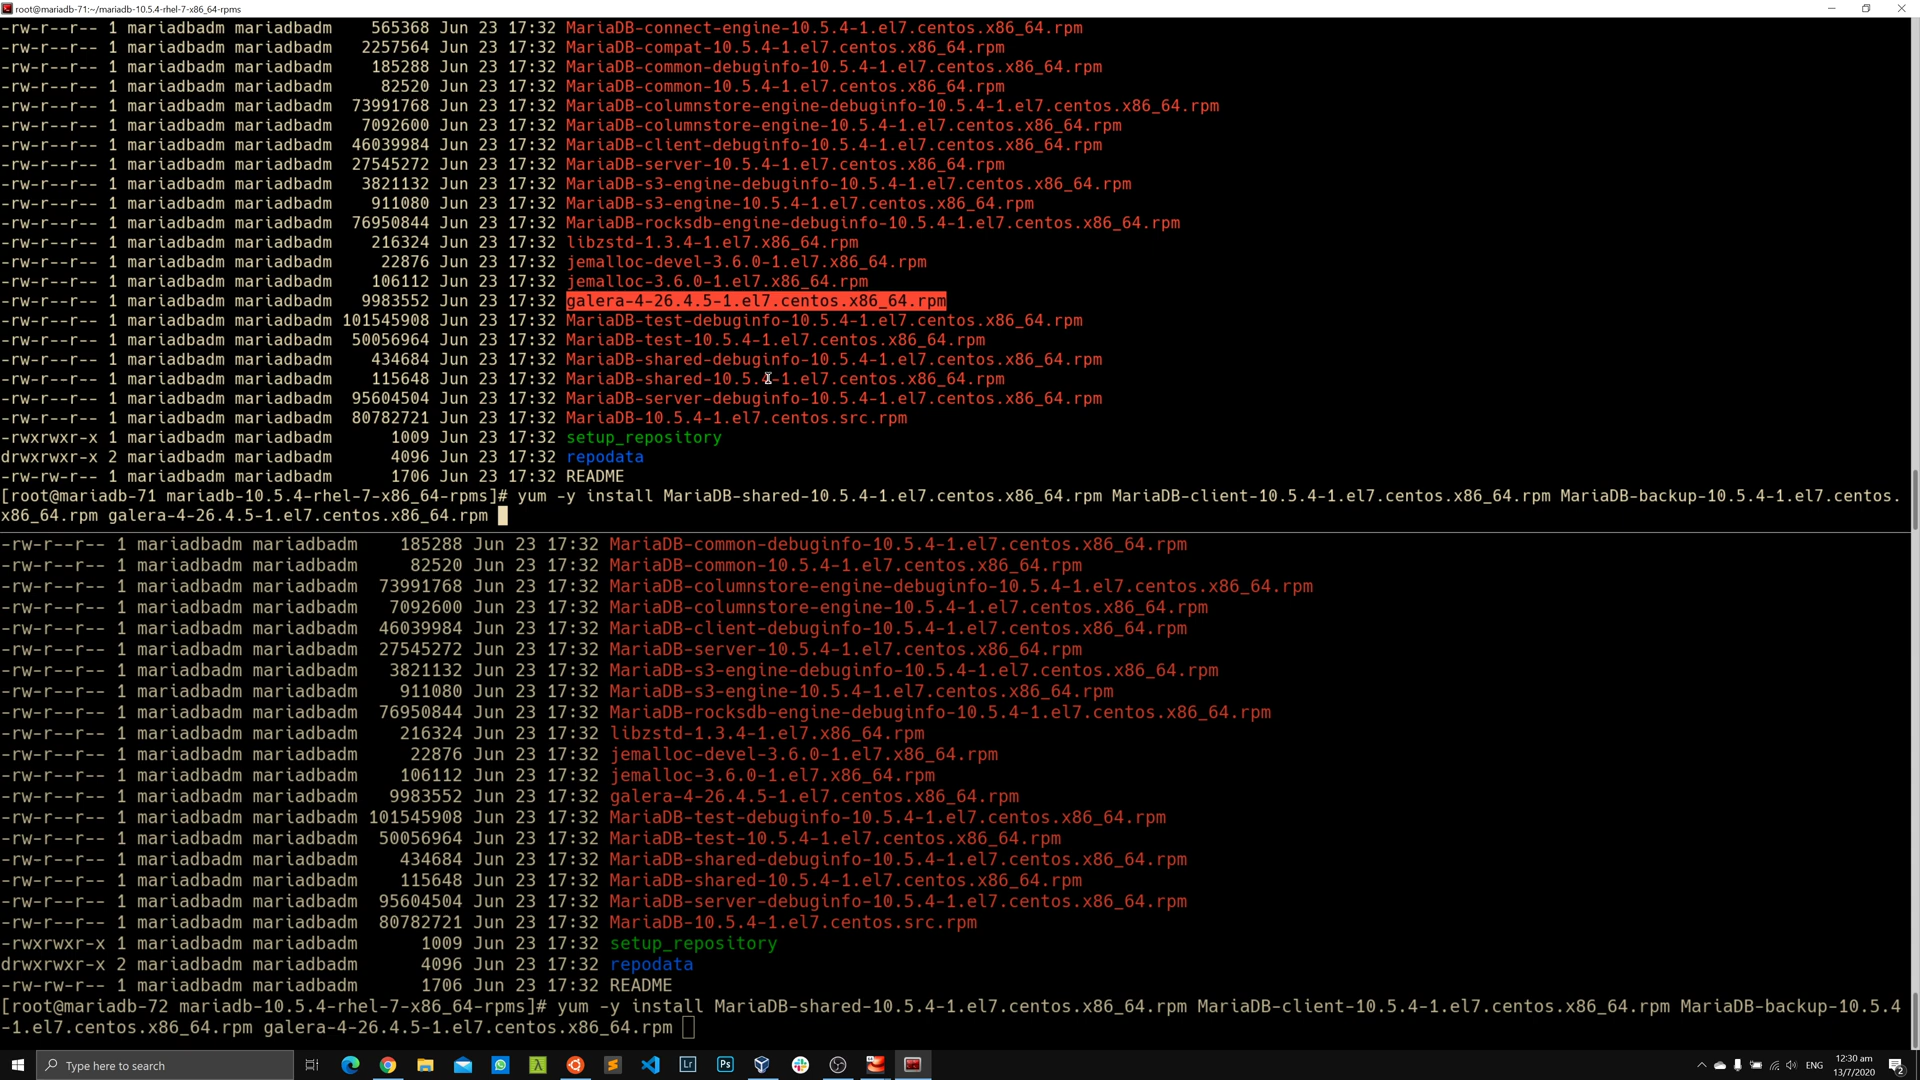 root@mariadb-71:~/mariadb-10.5.4-rhel-7-x86_64-rpms
-rw-r--r-- 1 mariadbadm mariadbadm    565368 Jun 23 17:32 MariaDB-connect-engine-10.5.4-1.el7.centos.x86_64.rpm
-rw-r--r-- 1 mariadbadm mariadbadm   2257564 Jun 23 17:32 MariaDB-compat-10.5.4-1.el7.centos.x86_64.rpm
-rw-r--r-- 1 mariadbadm mariadbadm    185288 Jun 23 17:32 MariaDB-common-debuginfo-10.5.4-1.el7.centos.x86_64.rpm
-rw-r--r-- 1 mariadbadm mariadbadm     82520 Jun 23 17:32 MariaDB-common-10.5.4-1.el7.centos.x86_64.rpm
-rw-r--r-- 1 mariadbadm mariadbadm  73991768 Jun 23 17:32 MariaDB-columnstore-engine-debuginfo-10.5.4-1.el7.centos.x86_64.rpm
-rw-r--r-- 1 mariadbadm mariadbadm   7092600 Jun 23 17:32 MariaDB-columnstore-engine-10.5.4-1.el7.centos.x86_64.rpm
-rw-r--r-- 1 mariadbadm mariadbadm  46039984 Jun 23 17:32 MariaDB-client-debuginfo-10.5.4-1.el7.centos.x86_64.rpm
-rw-r--r-- 1 mariadbadm mariadbadm  27545272 Jun 23 17:32 MariaDB-server-10.5.4-1.el7.centos.x86_64.rpm
-rw-r--r-- 1 mariadbadm mariadbadm   3821132 Jun 23 17:32 MariaDB-s3-engine-debuginfo-10.5.4-1.el7.centos.x86_64.rpm
-rw-r--r-- 1 mariadbadm mariadbadm    911080 Jun 23 17:32 MariaDB-s3-engine-10.5.4-1.el7.centos.x86_64.rpm
-rw-r--r-- 1 mariadbadm mariadbadm  76950844 Jun 23 17:32 MariaDB-rocksdb-engine-debuginfo-10.5.4-1.el7.centos.x86_64.rpm
-rw-r--r-- 1 mariadbadm mariadbadm    216324 Jun 23 17:32 libzstd-1.3.4-1.el7.x86_64.rpm
-rw-r--r-- 1 mariadbadm mariadbadm     22876 Jun 23 17:32 jemalloc-devel-3.6.0-1.el7.x86_64.rpm
-rw-r--r-- 1 mariadbadm mariadbadm    106112 Jun 23 17:32 jemalloc-3.6.0-1.el7.x86_64.rpm
-rw-r--r-- 1 mariadbadm mariadbadm   9983552 Jun 23 17:32 galera-4-26.4.5-1.el7.centos.x86_64.rpm
-rw-r--r-- 1 mariadbadm mariadbadm 101545908 Jun 23 17:32 MariaDB-test-debuginfo-10.5.4-1.el7.centos.x86_64.rpm
-rw-r--r-- 1 mariadbadm mariadbadm  50056964 Jun 23 17:32 MariaDB-test-10.5.4-1.el7.centos.x86_64.rpm
-rw-r--r-- 1 mariadbadm mariadbadm    434684 Jun 23 17:32 MariaDB-shared-debuginfo-10.5.4-1.el7.centos.x86_64.rpm
-rw-r--r-- 1 mariadbadm mariadbadm    115648 Jun 23 17:32 MariaDB-shared-10.5.4-1.el7.centos.x86_64.rpm
-rw-r--r-- 1 mariadbadm mariadbadm  95604504 Jun 23 17:32 MariaDB-server-debuginfo-10.5.4-1.el7.centos.x86_64.rpm
-rw-r--r-- 1 mariadbadm mariadbadm  80782721 Jun 23 17:32 MariaDB-10.5.4-1.el7.centos.src.rpm
-rwxrwxr-x 1 mariadbadm mariadbadm      1009 Jun 23 17:32 setup_repository
drwxrwxr-x 2 mariadbadm mariadbadm      4096 Jun 23 17:32 repodata
-rw-rw-r-- 1 mariadbadm mariadbadm      1706 Jun 23 17:32 README
[root@mariadb-71 mariadb-10.5.4-rhel-7-x86_64-rpms]# yum -y install MariaDB-shared-10.5.4-1.el7.centos.x86_64.rpm MariaDB-client-10.5.4-1.el7.centos.x86_64.rpm MariaDB-backup-10.5.4-1.el7.centos.
x86_64.rpm galera-4-26.4.5-1.el7.centos.x86_64.rpm
-rw-r--r-- 1 mariadbadm mariadbadm    185288 Jun 23 17:32 MariaDB-common-debuginfo-10.5.4-1.el7.centos.x86_64.rpm
-rw-r--r-- 1 mariadbadm mariadbadm     82520 Jun 23 17:32 MariaDB-common-10.5.4-1.el7.centos.x86_64.rpm
-rw-r--r-- 1 mariadbadm mariadbadm  73991768 Jun 23 17:32 MariaDB-columnstore-engine-debuginfo-10.5.4-1.el7.centos.x86_64.rpm
-rw-r--r-- 1 mariadbadm mariadbadm   7092600 Jun 23 17:32 MariaDB-columnstore-engine-10.5.4-1.el7.centos.x86_64.rpm
-rw-r--r-- 1 mariadbadm mariadbadm  46039984 Jun 23 17:32 MariaDB-client-debuginfo-10.5.4-1.el7.centos.x86_64.rpm
-rw-r--r-- 1 mariadbadm mariadbadm  27545272 Jun 23 17:32 MariaDB-server-10.5.4-1.el7.centos.x86_64.rpm
-rw-r--r-- 1 mariadbadm mariadbadm   3821132 Jun 23 17:32 MariaDB-s3-engine-debuginfo-10.5.4-1.el7.centos.x86_64.rpm
-rw-r--r-- 1 mariadbadm mariadbadm    911080 Jun 23 17:32 MariaDB-s3-engine-10.5.4-1.el7.centos.x86_64.rpm
-rw-r--r-- 1 mariadbadm mariadbadm  76950844 Jun 23 17:32 MariaDB-rocksdb-engine-debuginfo-10.5.4-1.el7.centos.x86_64.rpm
-rw-r--r-- 1 mariadbadm mariadbadm    216324 Jun 23 17:32 libzstd-1.3.4-1.el7.x86_64.rpm
-rw-r--r-- 1 mariadbadm mariadbadm     22876 Jun 23 17:32 jemalloc-devel-3.6.0-1.el7.x86_64.rpm
-rw-r--r-- 1 mariadbadm mariadbadm    106112 Jun 23 17:32 jemalloc-3.6.0-1.el7.x86_64.rpm
-rw-r--r-- 1 mariadbadm mariadbadm   9983552 Jun 23 17:32 galera-4-26.4.5-1.el7.centos.x86_64.rpm
-rw-r--r-- 1 mariadbadm mariadbadm 101545908 Jun 23 17:32 MariaDB-test-debuginfo-10.5.4-1.el7.centos.x86_64.rpm
-rw-r--r-- 1 mariadbadm mariadbadm  50056964 Jun 23 17:32 MariaDB-test-10.5.4-1.el7.centos.x86_64.rpm
-rw-r--r-- 1 mariadbadm mariadbadm    434684 Jun 23 17:32 MariaDB-shared-debuginfo-10.5.4-1.el7.centos.x86_64.rpm
-rw-r--r-- 1 mariadbadm mariadbadm    115648 Jun 23 17:32 MariaDB-shared-10.5.4-1.el7.centos.x86_64.rpm
-rw-r--r-- 1 mariadbadm mariadbadm  95604504 Jun 23 17:32 MariaDB-server-debuginfo-10.5.4-1.el7.centos.x86_64.rpm
-rw-r--r-- 1 mariadbadm mariadbadm  80782721 Jun 23 17:32 MariaDB-10.5.4-1.el7.centos.src.rpm
-rwxrwxr-x 1 mariadbadm mariadbadm      1009 Jun 23 17:32 setup_repository
drwxrwxr-x 2 mariadbadm mariadbadm      4096 Jun 23 17:32 repodata
-rw-rw-r-- 1 mariadbadm mariadbadm      1706 Jun 23 17:32 README
[root@mariadb-72 mariadb-10.5.4-rhel-7-x86_64-rpms]# yum -y install MariaDB-shared-10.5.4-1.el7.centos.x86_64.rpm MariaDB-client-10.5.4-1.el7.centos.x86_64.rpm MariaDB-backup-10.5.4
-1.el7.centos.x86_64.rpm galera-4-26.4.5-1.el7.centos.x86_64.rpm
Type here to search
Lr
Ps
ENG
12:30 am
13/7/2020
2